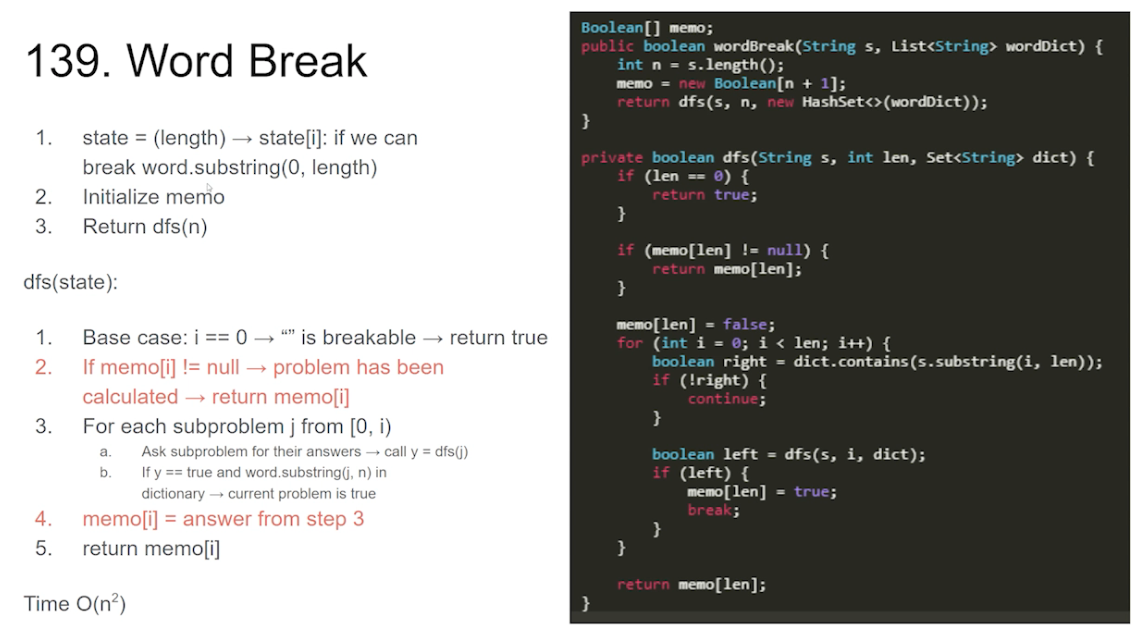 139. Word Break
1. state = (length) → state[i]: if we can
break word.substring(0, length)
2. Initialize memo
3. Return dfs(n)
dfs(state):
1. Base case: i == 0 → “” is breakable → return true
2. If memo[i] != null → problem has been
calculated → return memo[i]
3. For each subproblem j from [0, i)
a. Ask subproblem for their answers → call y = dfs(j)
b. If y == true and word.substring(j, n) in
dictionary → current problem is true
4. memo[i] = answer from step 3
5. return memo[i]
Time O(n²)
Boolean[] memo;
public boolean wordBreak(String s, List<String> wordDict) {
    int n = s.length();
    memo = new Boolean[n + 1];
    return dfs(s, n, new HashSet<>(wordDict));
}
private boolean dfs(String s, int len, Set<String> dict) {
    if (len == 0) {
        return true;
    }
    if (memo[len] != null) {
        return memo[len];
    }
    memo[len] = false;
    for (int i = 0; i < len; i++) {
        boolean right = dict.contains(s.substring(i, len));
        if (!right) {
            continue;
        }
        boolean left = dfs(s, i, dict);
        if (left) {
            memo[len] = true;
            break;
        }
    }
    return memo[len];
}